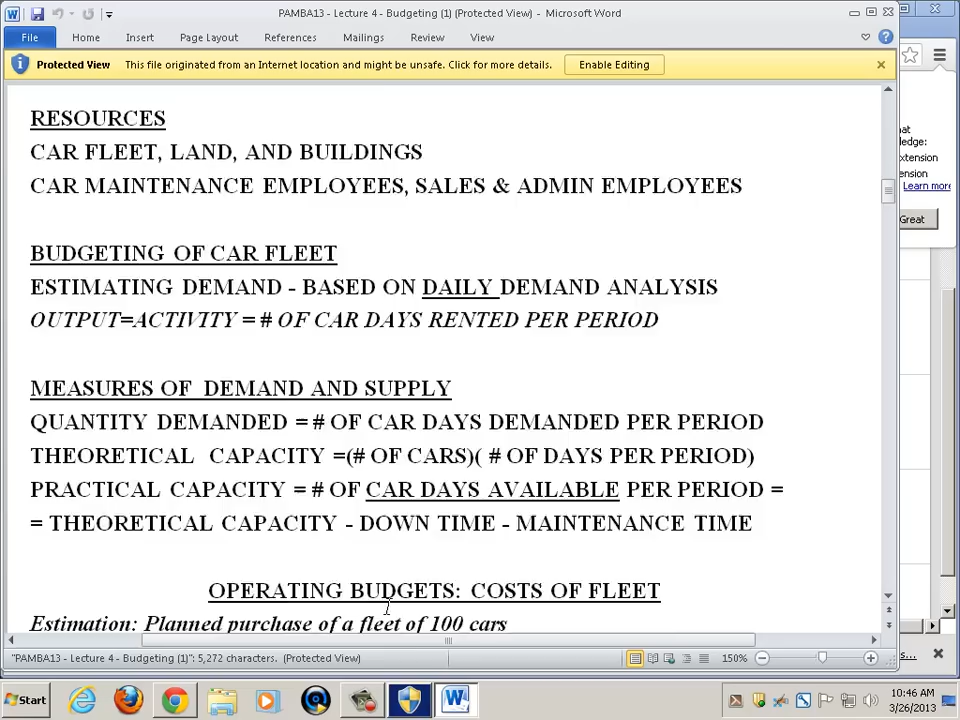 PAMBA13 - Lecture 4 - Budgeting (1) (Protected View) - Microsoft Word
File Home Insert Page Layout References Mailings Review View
Protected View This file originated from an Internet location and might be unsafe. Click for more details. Enable Editing
RESOURCES
CAR FLEET, LAND, AND BUILDINGS
CAR MAINTENANCE EMPLOYEES, SALES & ADMIN EMPLOYEES
BUDGETING OF CAR FLEET
ESTIMATING DEMAND - BASED ON DAILY DEMAND ANALYSIS
OUTPUT=ACTIVITY = # OF CAR DAYS RENTED PER PERIOD
MEASURES OF DEMAND AND SUPPLY
QUANTITY DEMANDED = # OF CAR DAYS DEMANDED PER PERIOD
THEORETICAL CAPACITY =(# OF CARS)( # OF DAYS PER PERIOD)
PRACTICAL CAPACITY = # OF CAR DAYS AVAILABLE PER PERIOD =
= THEORETICAL CAPACITY - DOWN TIME - MAINTENANCE TIME
OPERATING BUDGETS: COSTS OF FLEET
Estimation: Planned purchase of a fleet of 100 cars
"PAMBA13 - Lecture 4 - Budgeting (1)": 5,272 characters. (Protected View) 150%
hat
ledge:
extension
ension
Learn more
Great
s...
Start
10:46 AM
3/26/2013